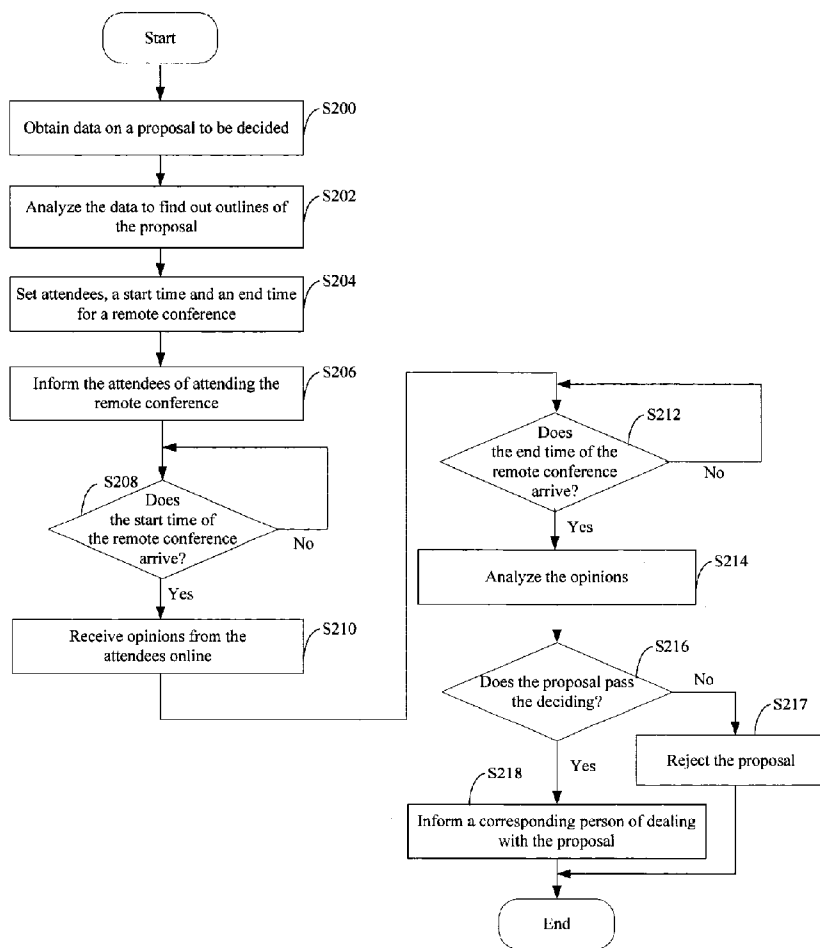 Start
S200
Obtain data on a proposal to be decided
S202
Analyze the data to find out outlines of
the proposal
S204
Set attendees, a start time and an end time
for a remote conference
S206
Inform the attendees of attending the
remote conference
S208
Does
the start time of
the remote conference
arrive?
No
Yes
S210
Receive opinions from the
attendees online
S212
Does
the end time of the
remote conference
arrive?
No
Yes
S214
Analyze the opinions
S216
Does the proposal pass
the deciding?
No
S217
Reject the proposal
Yes
S218
Inform a corresponding person of dealing
with the proposal
End